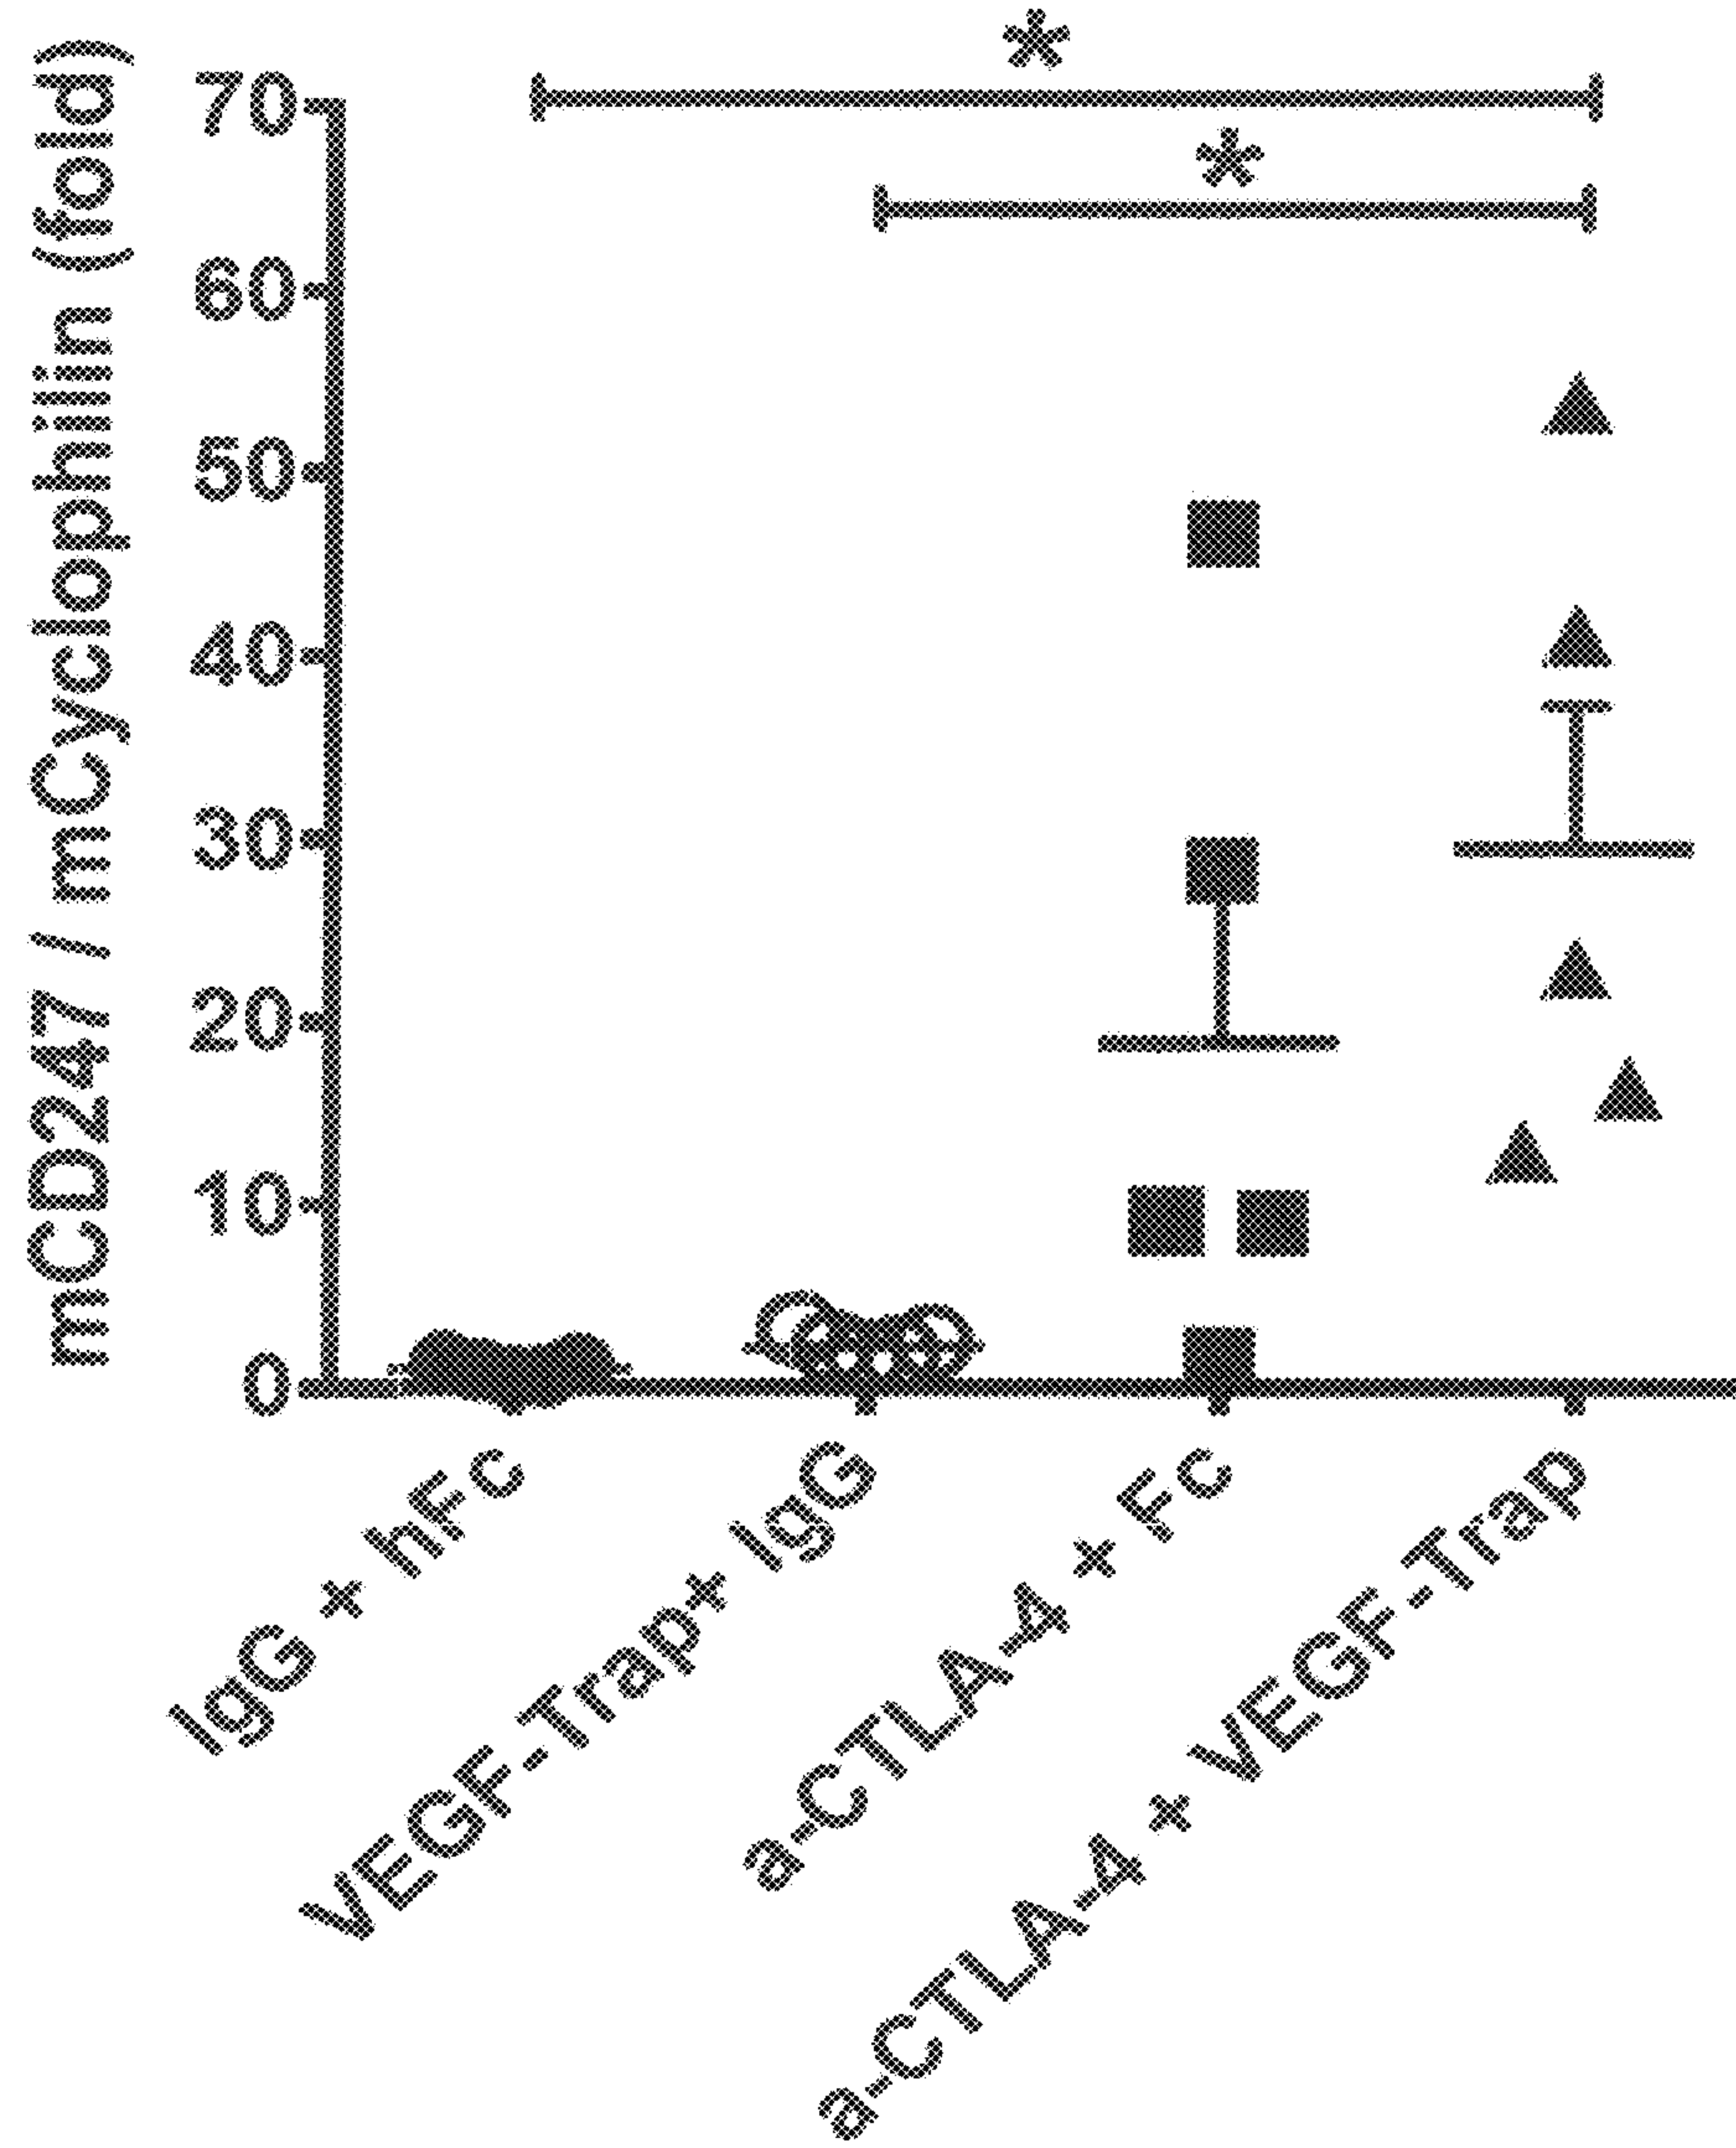 mCD247 / mCyclophilin (fold)
70
60
50
40
30
20
10
0
*
*
IgG + hFc
VEGF-Trap+ IgG
a-CTLA-4 + Fc
a-CTLA-4 + VEGF-Trap